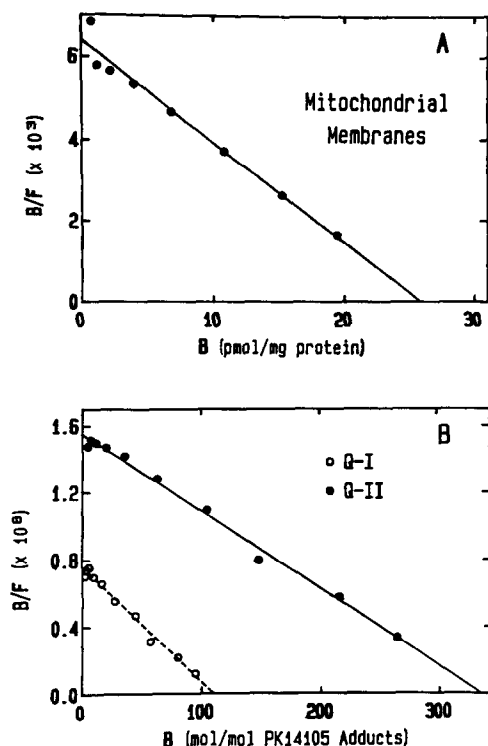 A
Mitochondrial
Membranes
B/F (x 10³)
6
4
2
0
0 10 20 30
B (pmol/mg protein)
B
○ Q-I
● Q-II
B/F (x 10⁸)
1.6
1.2
0.8
0.4
0.0
0 100 200 300
B (mol/mol PK14105 Adducts)